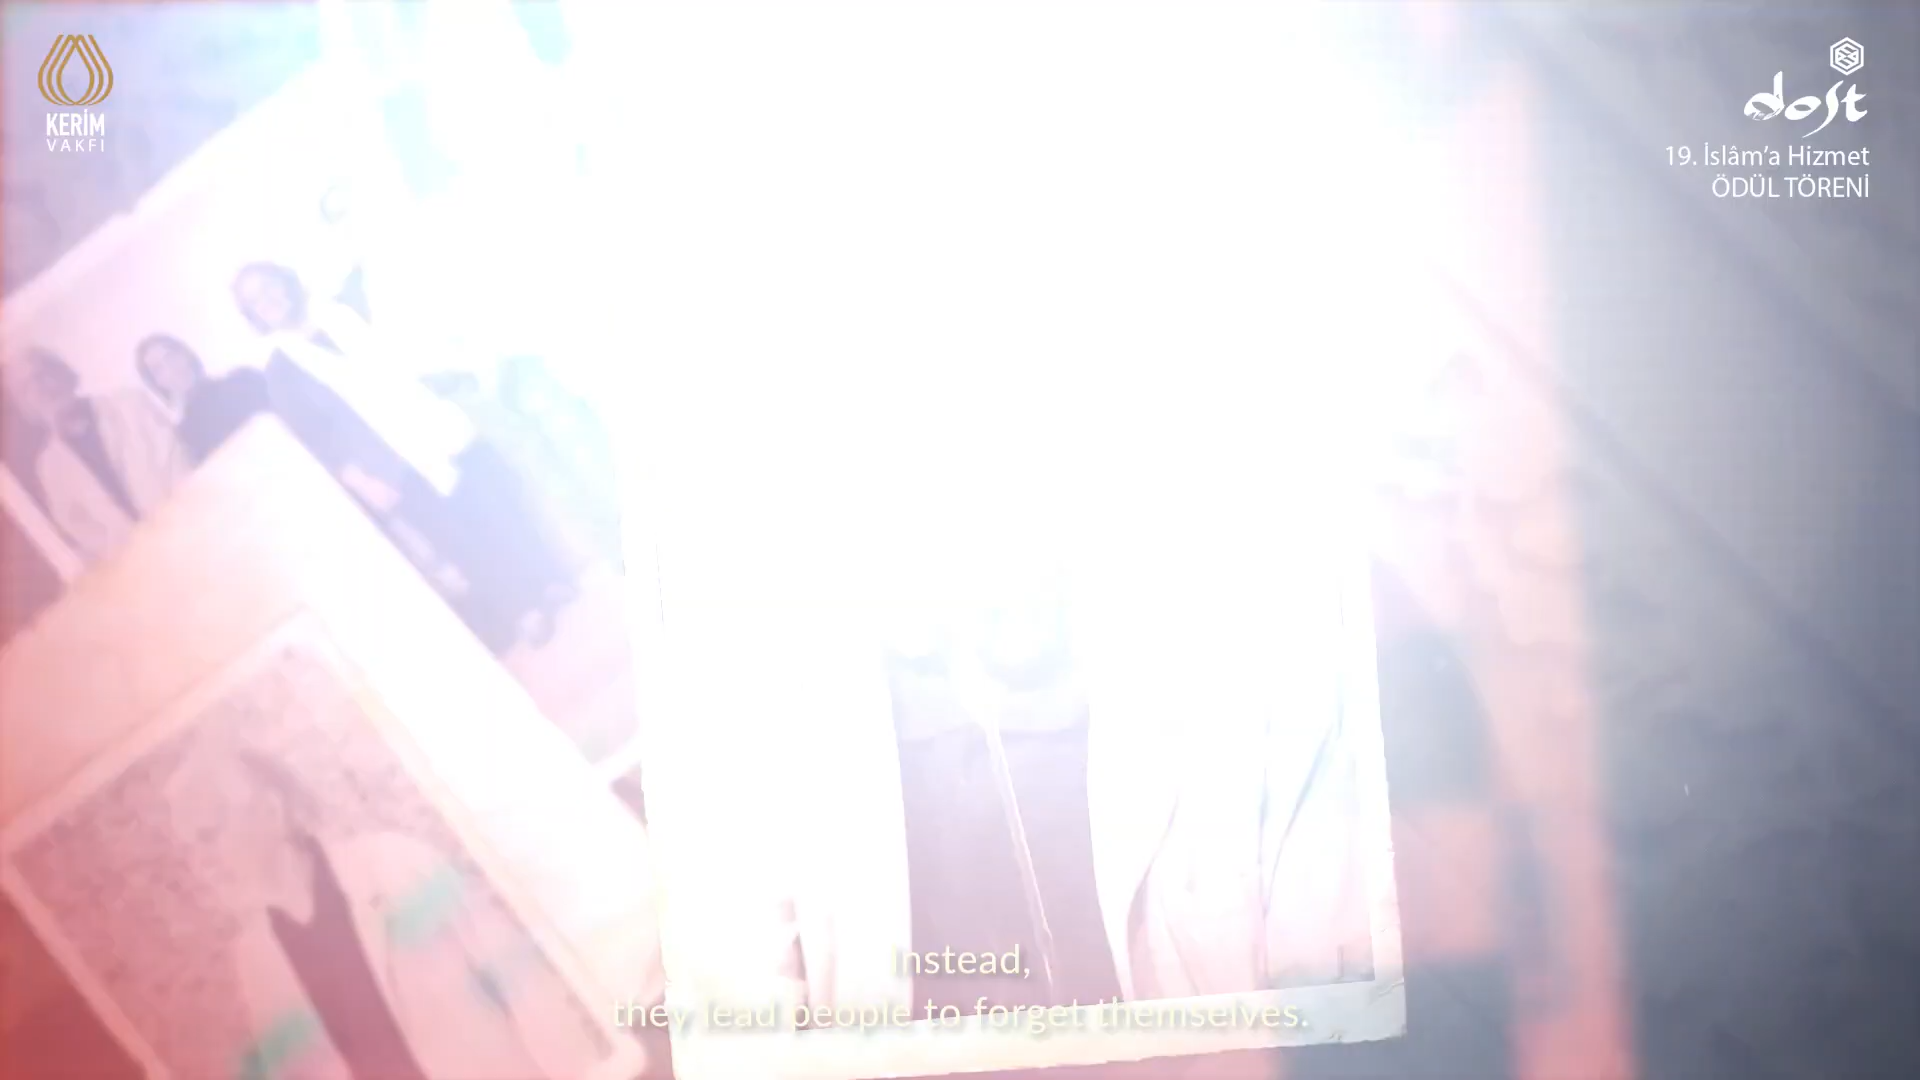 KERİM
VAKFI
dost
19. İslâm'a Hizmet
ÖDÜL TÖRENİ
Instead,
they lead people to forget themselves.